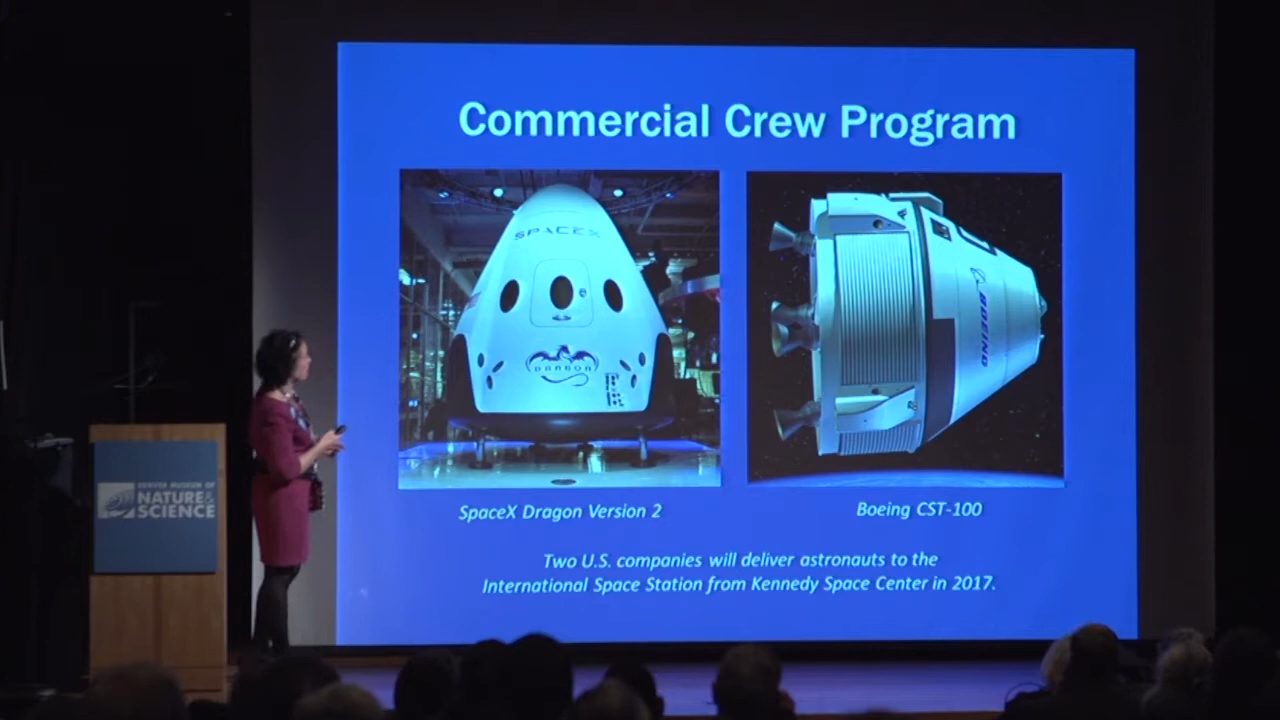 Commercial Crew Program
SPACEX
DRAGON
BOEING
SpaceX Dragon Version 2
Boeing CST-100
Two U.S. companies will deliver astronauts to the
International Space Station from Kennedy Space Center in 2017.
DENVER MUSEUM OF
NATURE &
SCIENCE